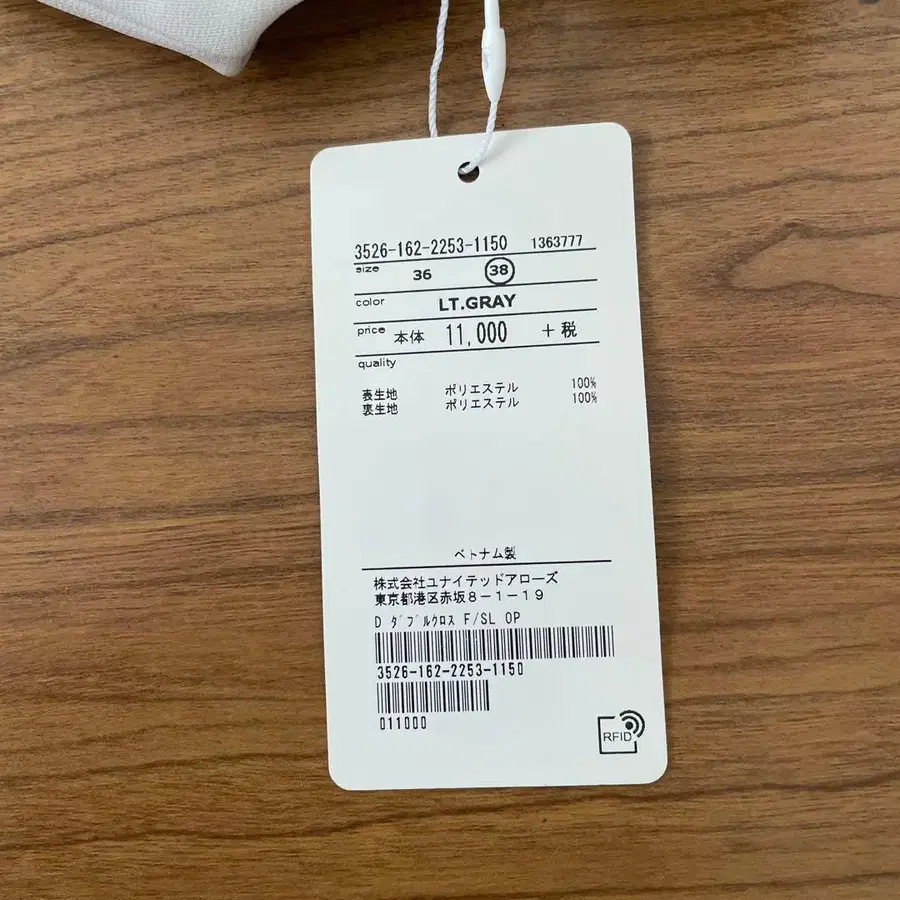 3526-162-2253-1150 1363777
size 36 38
color LT.GRAY
price 本体 11,000 +税
quality
表生地 ポリエステル 100%
裏生地 ポリエステル 100%
ベトナム製
株式会社ユナイテッドアローズ
東京都港区赤坂8-1-19
D ダブルクロス F/SL OP
3526-162-2253-1150
011000
RFID